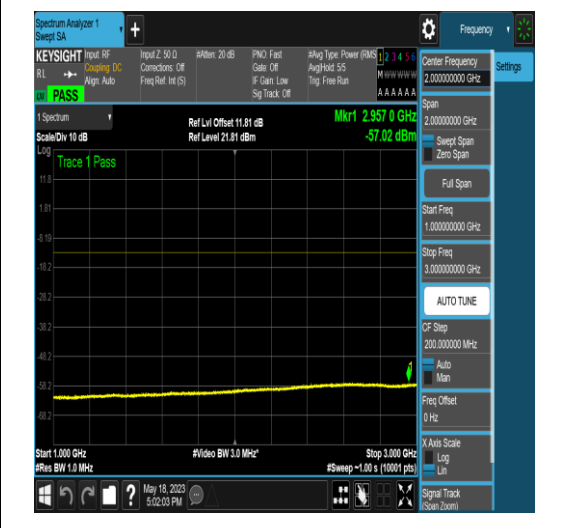 Spectrum Analyzer 1
Swept SA
Frequency
KEYSIGHT
RL
PASS
Input: RF
Coupling: DC
Align: Auto
Input Z: 50 Ω
Corrections: Off
Freq Ref: Int (S)
#Atten: 20 dB
PNO: Fast
Gate: Off
IF Gain: Low
Sig Track: Off
#Avg Type: Power (RMS
Avg|Hold: 5/5
Trig: Free Run
1 2 3 4 5 6
M W W W W W
A A A A A A
1 Spectrum
Scale/Div 10 dB
Ref Lvl Offset 11.81 dB
Ref Level 21.81 dBm
Mkr1 2.957 0 GHz
-57.02 dBm
Log
Trace 1 Pass
11.8
1.81
-8.19
-18.2
-28.2
-38.2
-48.2
-58.2
-68.2
Start 1.000 GHz
#Res BW 1.0 MHz
#Video BW 3.0 MHz*
Stop 3.000 GHz
#Sweep ~1.00 s (10001 pts)
?
May 18, 2023
5:02:03 PM
Center Frequency
2.000000000 GHz
Span
2.00000000 GHz
Swept Span
Zero Span
Full Span
Start Freq
1.000000000 GHz
Stop Freq
3.000000000 GHz
AUTO TUNE
CF Step
200.000000 MHz
Auto
Man
Freq Offset
0 Hz
X Axis Scale
Log
Lin
Signal Track
(Span Zoom)
Settings